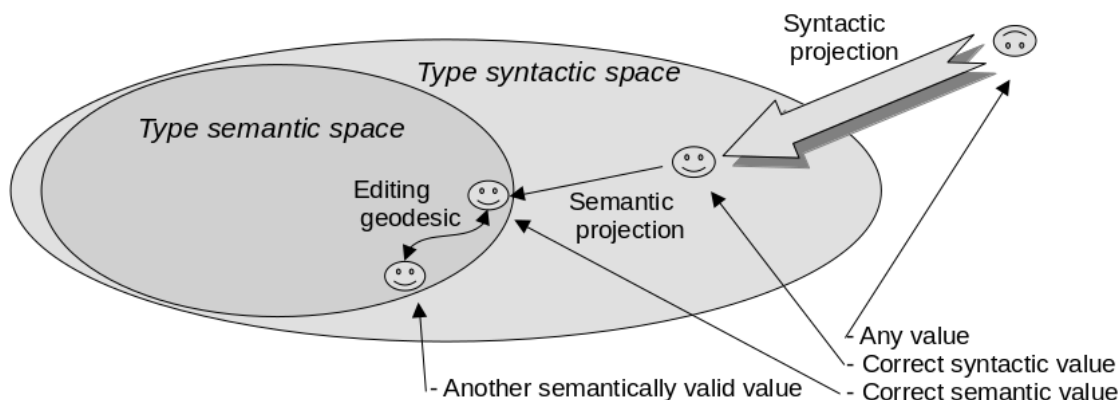 Syntactic
projection
Type syntactic space
Type semantic space
Editing
geodesic
Semantic
projection
- Any value
- Correct syntactic value
- Another semantically valid value
- Correct semantic value